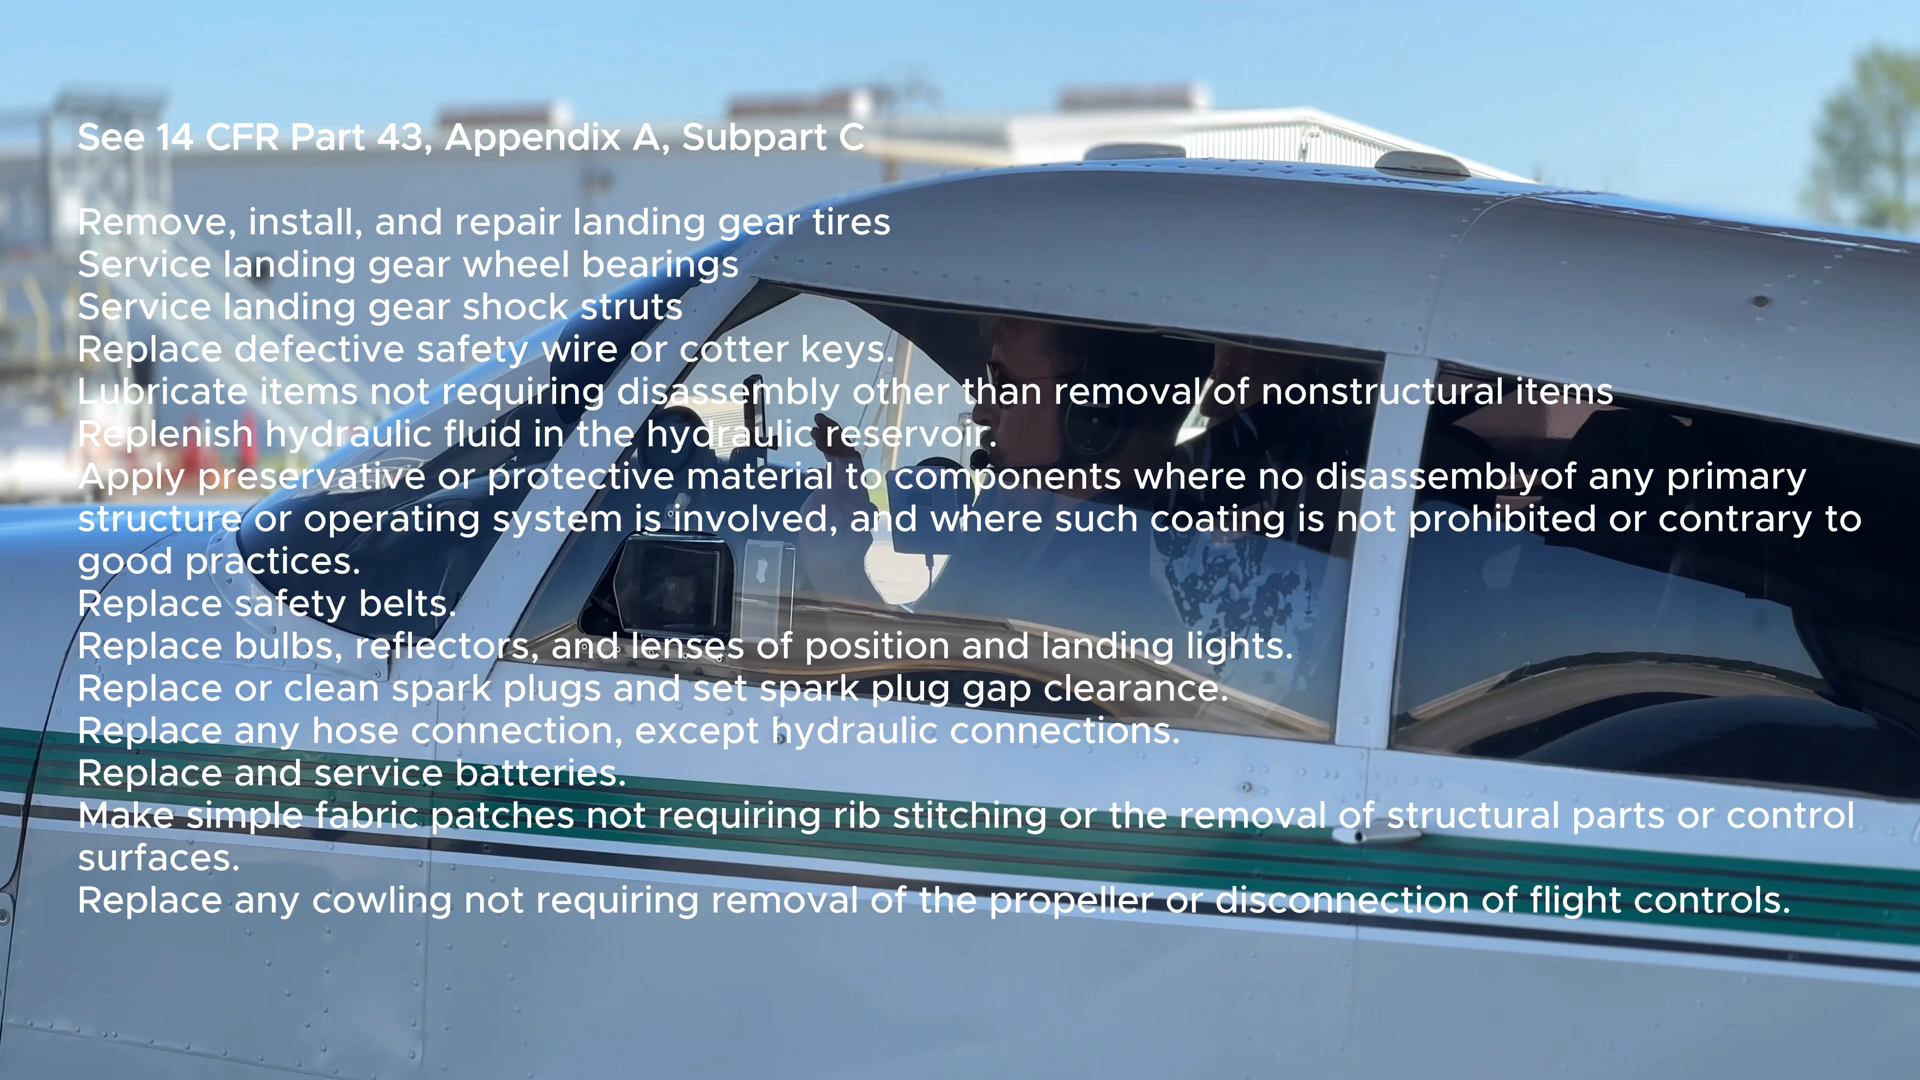 See 14 CFR Part 43, Appendix A, Subpart C
Remove, install, and repair landing gear tires
Service landing gear wheel bearings
Service landing gear shock struts
Replace defective safety wire or cotter keys.
Lubricate items not requiring disassembly other than removal of nonstructural items
Replenish hydraulic fluid in the hydraulic reservoir.
Apply preservative or protective material to components where no disassemblyof any primary
structure or operating system is involved, and where such coating is not prohibited or contrary to
good practices.
Replace safety belts.
Replace bulbs, reflectors, and lenses of position and landing lights.
Replace or clean spark plugs and set spark plug gap clearance.
Replace any hose connection, except hydraulic connections.
Replace and service batteries.
Make simple fabric patches not requiring rib stitching or the removal of structural parts or control
surfaces.
Replace any cowling not requiring removal of the propeller or disconnection of flight controls.